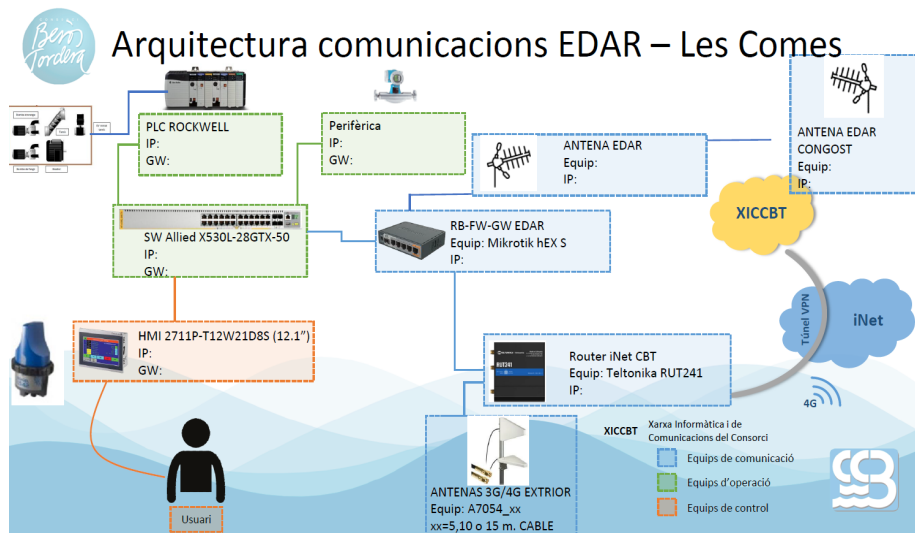 Besòs
Tordera
Arquitectura comunicacions EDAR – Les Comes
PLC ROCKWELL
IP:
GW:
Perifèrica
IP:
GW:
ANTENA EDAR
Equip:
IP:
ANTENA EDAR
CONGOST
Equip:
IP:
XICCBT
SW Allied X530L-28GTX-50
IP:
GW:
RB-FW-GW EDAR
Equip: Mikrotik hEX S
IP:
Túnel VPN
iNet
HMI 2711P-T12W21D8S (12.1”)
IP:
GW:
RUT241
Router iNet CBT
Equip: Teltonika RUT241
IP:
4G
XICCBT
Xarxa Informàtica i de
Comunicacions del Consorci
Equips de comunicació
Equips d’operació
Equips de control
ANTENAS 3G/4G EXTRIOR
Equip: A7054_xx
xx=5,10 o 15 m. CABLE
Usuari